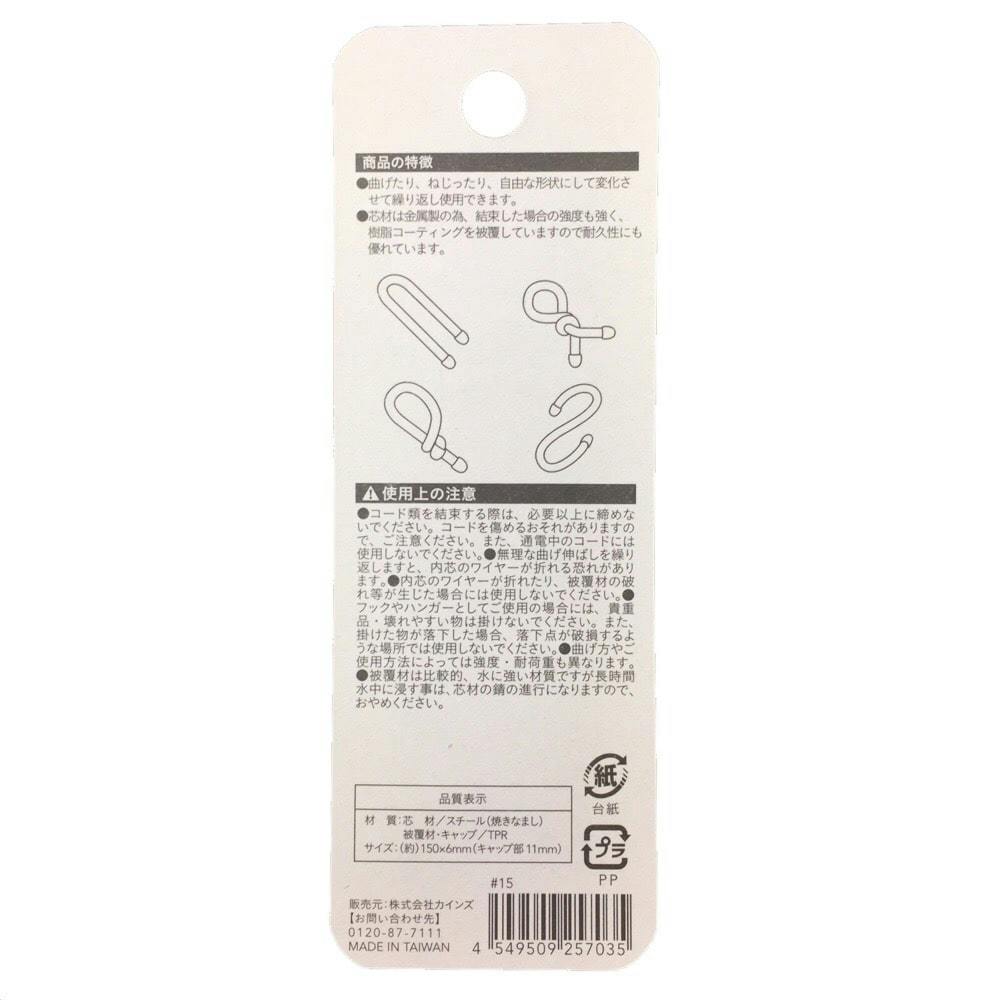 商品の特徴
●曲げたり、ねじったり、自由な形状にして変化さ
せて繰り返し使用できます。
●芯材は金属製の為、結束した場合の強度も強く、
樹脂コーティングを被覆していますので耐久性にも
優れています。
⚠使用上の注意
●コード類を結束する際は、必要以上に締めな
いでください。コードを傷めるおそれがありますの
で、ご注意ください。また、通電中のコードには
使用しないでください。●無理な曲げ伸ばしを繰り
返しますと、内芯のワイヤーが折れる恐れがあり
ます。●内芯のワイヤーが折れたり、被覆材の破
れ等が生じた場合には使用しないでください。●
フックやハンガーとしてご使用の場合には、貴重
品・壊れやすい物は掛けないでください。また、
掛けた物が落下した場合、落下点が破損するよ
うな場所では使用しないでください。●曲げ方やご
使用方法によっては強度・耐荷重も異なります。
●被覆材は比較的、水に強い材質ですが長時間
水中に浸す事は、芯材の錆の進行になりますので、
おやめください。
紙
台紙
品質表示
材 質：芯 材／スチール（焼きなまし）
被覆材・キャップ／TPR
サイズ：（約）150×6mm（キャップ部11mm）
プラ
PP
#15
販売元：株式会社カインズ
【お問い合わせ先】
0120-87-7111
MADE IN TAIWAN
4 549509 257035